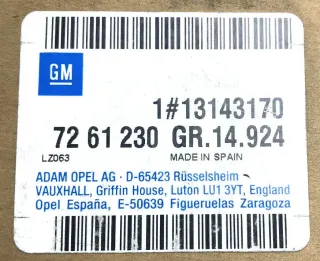 GM
1#13143170
72 61 230 GR.14.924
LZ063 MADE IN SPAIN
ADAM OPEL AG · D-65423 Rüsselsheim
VAUXHALL, Griffin House, Luton LU1 3YT, England
Opel España, E-50639 Figueruelas Zaragoza